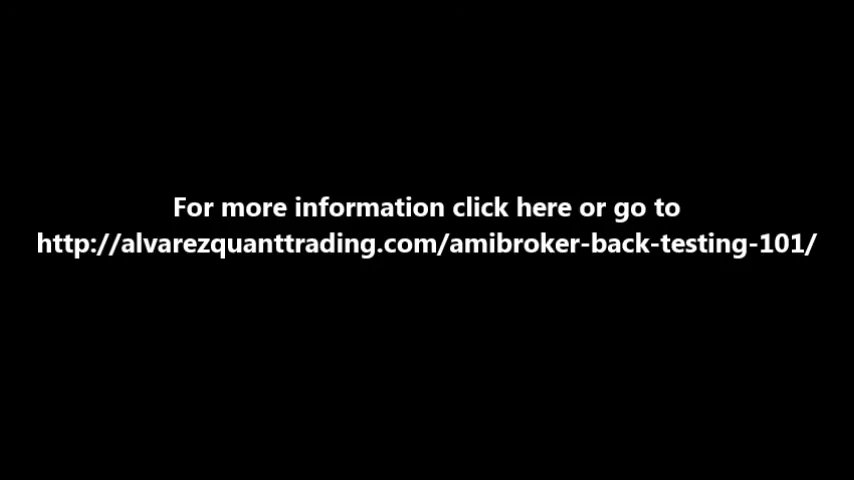 For more information click here or go to
http://alvarezquanttrading.com/amibroker-back-testing-101/